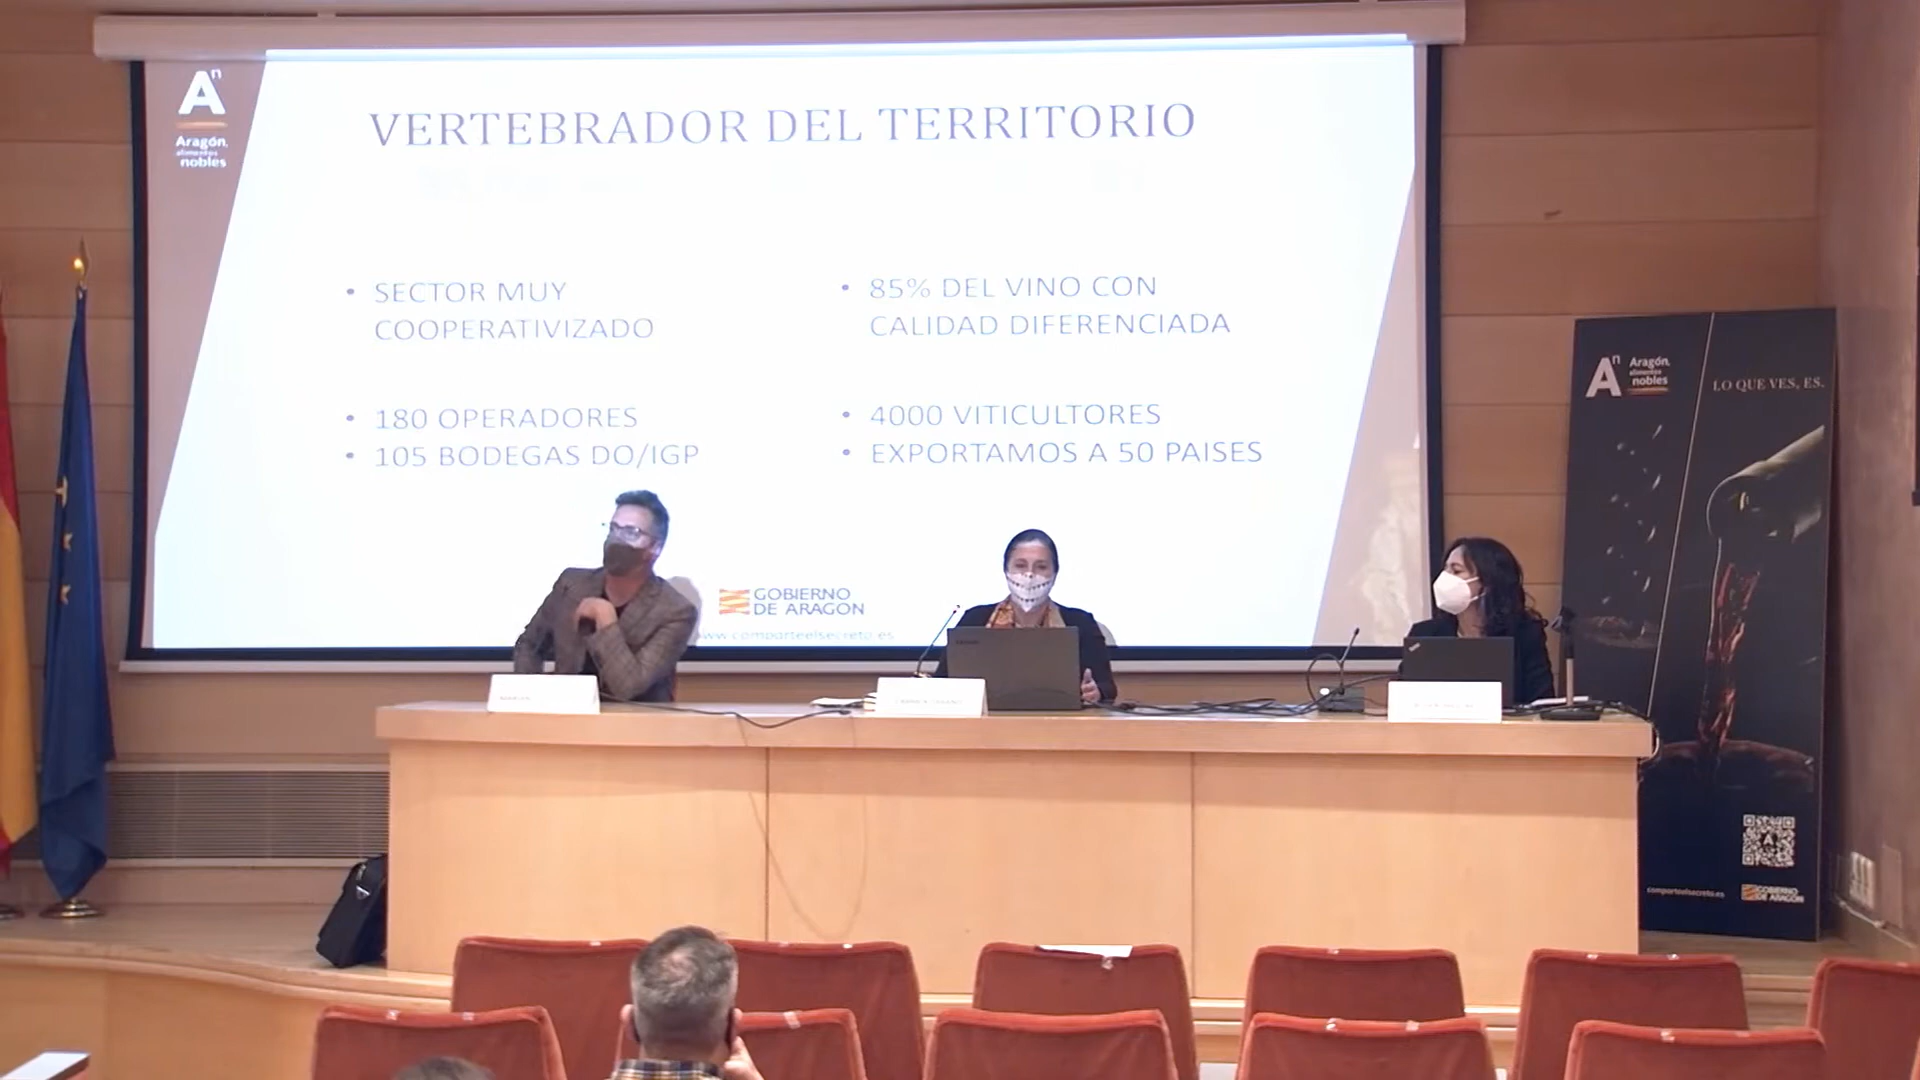 An
Aragón,
alimentos
nobles
VERTEBRADOR DEL TERRITORIO
• SECTOR MUY
COOPERATIVIZADO
• 180 OPERADORES
• 105 BODEGAS DO/IGP
• 85% DEL VINO CON
CALIDAD DIFERENCIADA
• 4000 VITICULTORES
• EXPORTAMOS A 50 PAISES
GOBIERNO
DE ARAGON
www.comparteelsecreto.es
An
Aragón,
alimentos
nobles
LO QUE VES, ES.
comparteelsecreto.es
GOBIERNO
DE ARAGON